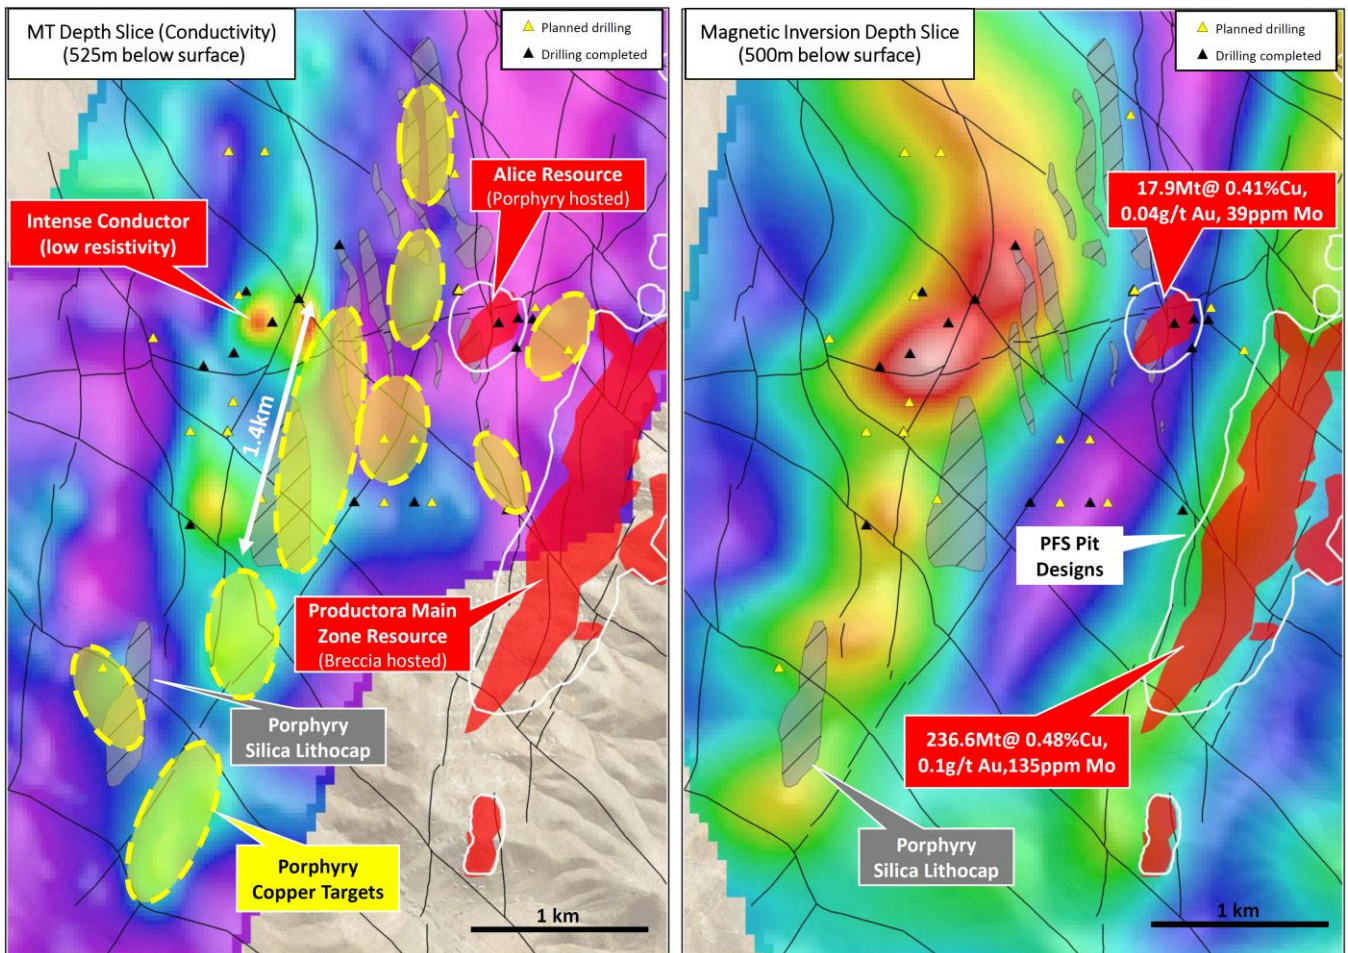 MT Depth Slice (Conductivity)
(525m below surface)
Planned drilling
Drilling completed
Alice Resource
(Porphyry hosted)
Intense Conductor
(low resistivity)
1.4km
Productora Main
Zone Resource
(Breccia hosted)
Porphyry
Silica Lithocap
Porphyry
Copper Targets
1 km
Magnetic Inversion Depth Slice
(500m below surface)
Planned drilling
Drilling completed
17.9Mt@ 0.41%Cu,
0.04g/t Au, 39ppm Mo
PFS Pit
Designs
236.6Mt@ 0.48%Cu,
0.1g/t Au,135ppm Mo
Porphyry
Silica Lithocap
1 km